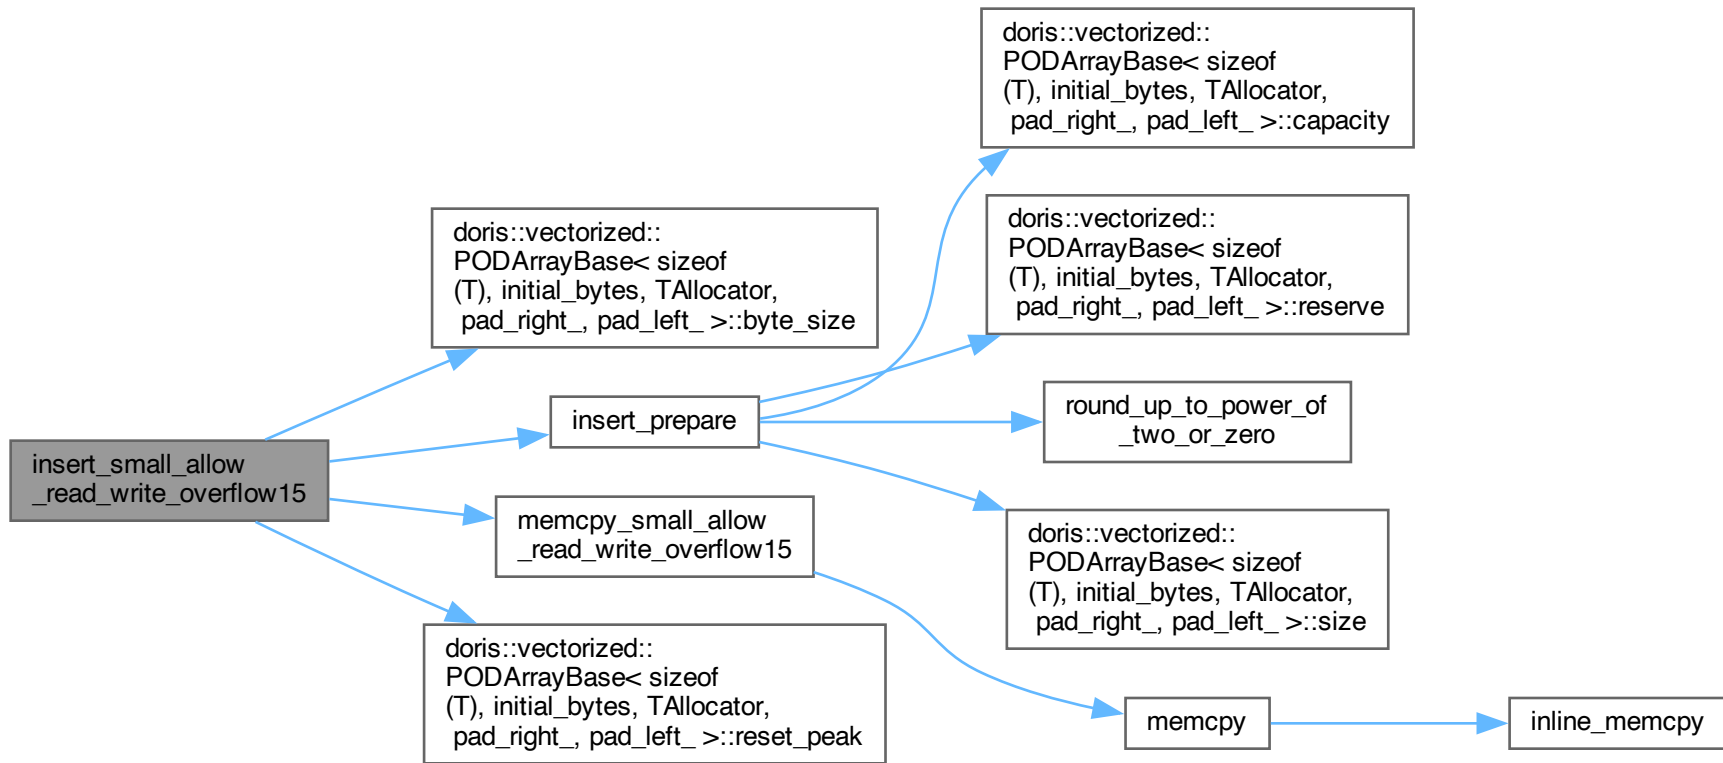 insert_small_allow
_read_write_overflow15
doris::vectorized::
PODArrayBase< sizeof
(T), initial_bytes, TAllocator,
 pad_right_, pad_left_ >::byte_size
insert_prepare
memcpy_small_allow
_read_write_overflow15
doris::vectorized::
PODArrayBase< sizeof
(T), initial_bytes, TAllocator,
 pad_right_, pad_left_ >::reset_peak
doris::vectorized::
PODArrayBase< sizeof
(T), initial_bytes, TAllocator,
 pad_right_, pad_left_ >::capacity
doris::vectorized::
PODArrayBase< sizeof
(T), initial_bytes, TAllocator,
 pad_right_, pad_left_ >::reserve
round_up_to_power_of
_two_or_zero
doris::vectorized::
PODArrayBase< sizeof
(T), initial_bytes, TAllocator,
 pad_right_, pad_left_ >::size
memcpy
inline_memcpy